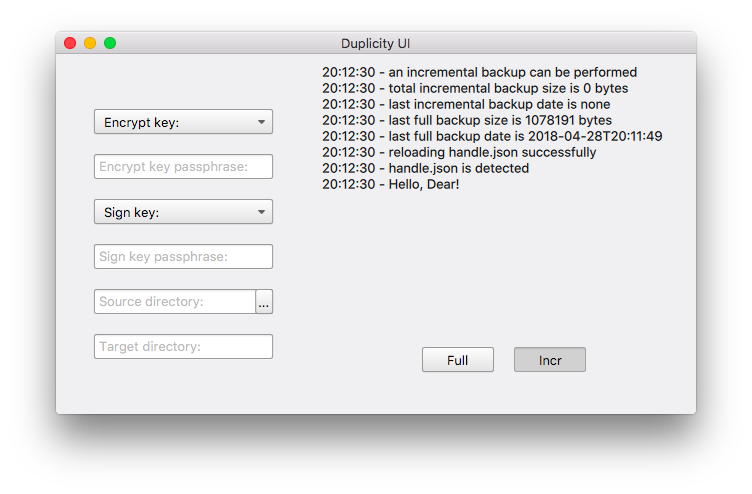 Duplicity UI
Encrypt key:
Encrypt key passphrase:
Sign key:
Sign key passphrase:
Source directory:
...
Target directory:
20:12:30 - an incremental backup can be performed
20:12:30 - total incremental backup size is 0 bytes
20:12:30 - last incremental backup date is none
20:12:30 - last full backup size is 1078191 bytes
20:12:30 - last full backup date is 2018-04-28T20:11:49
20:12:30 - reloading handle.json successfully
20:12:30 - handle.json is detected
20:12:30 - Hello, Dear!
Full
Incr